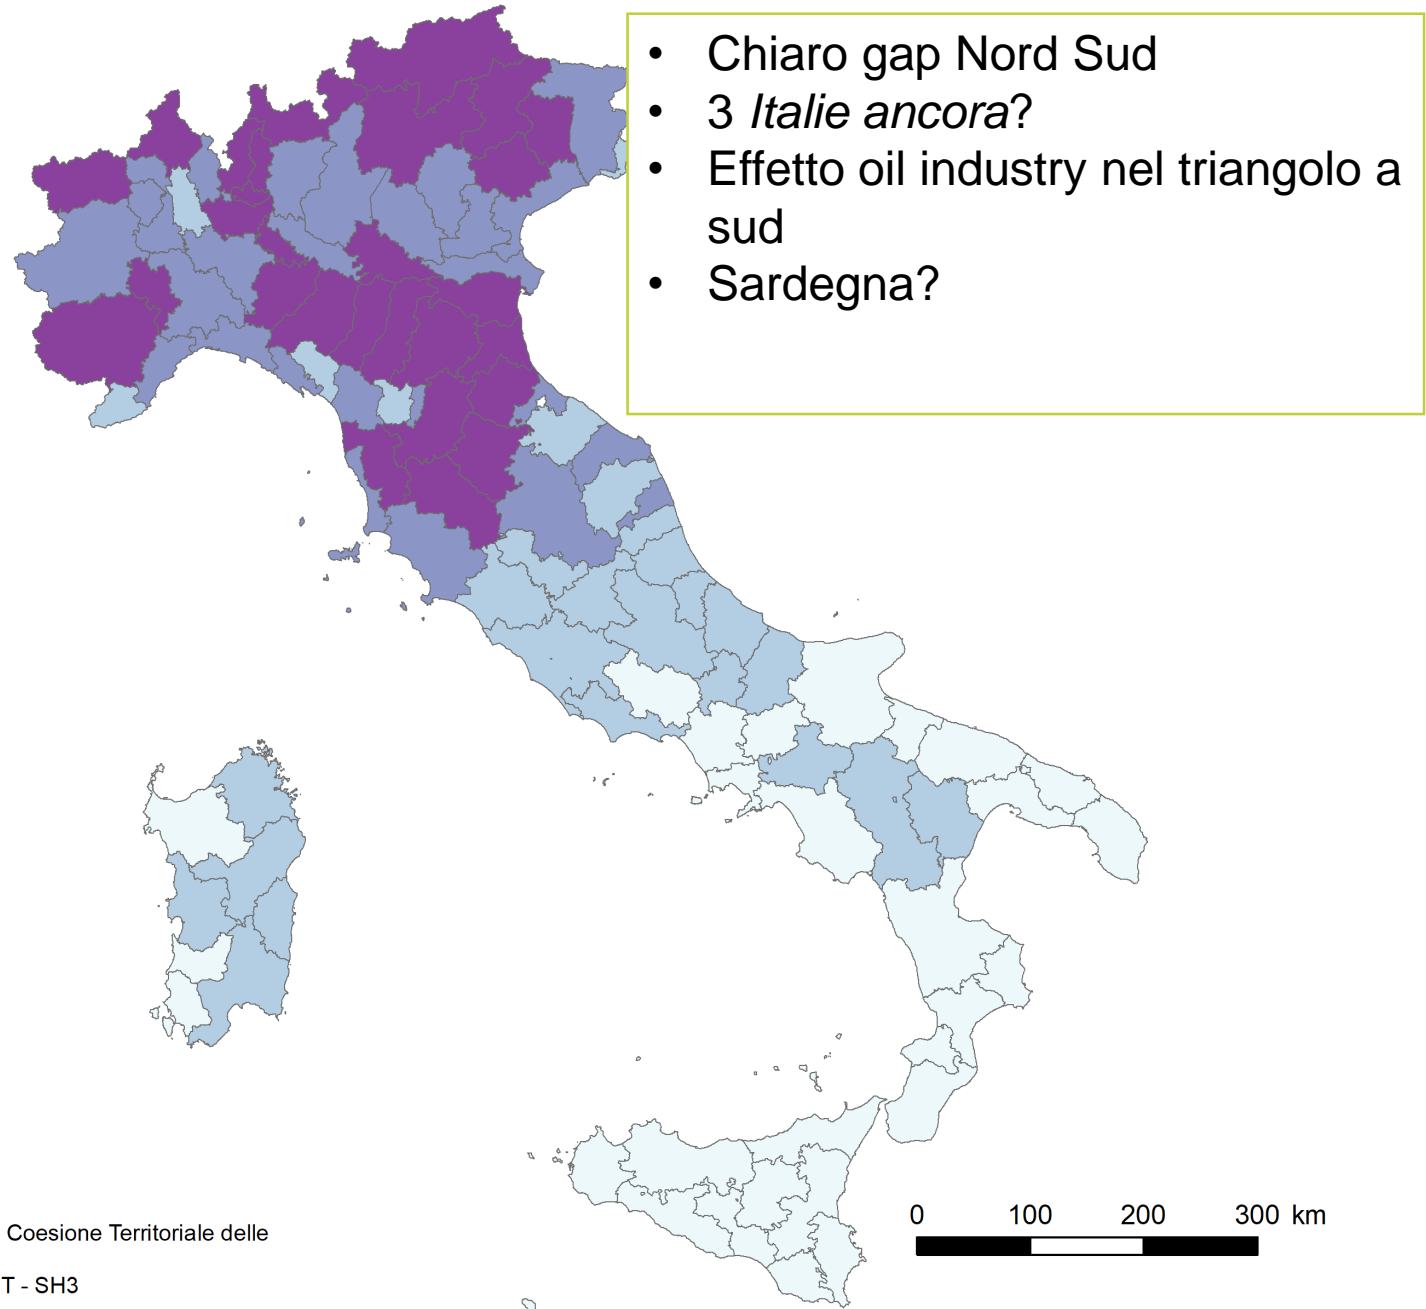 • Chiaro gap Nord Sud
• 3 Italie ancora?
• Effetto oil industry nel triangolo a
sud
• Sardegna?
0 100 200 300 km
Coesione Territoriale delle
T - SH3